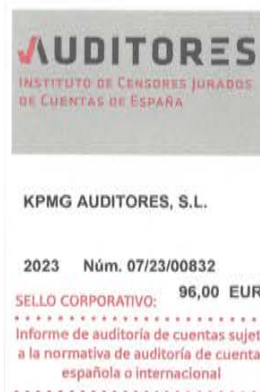 AUDITORES
INSTITUTO DE CENSORES JURADOS
DE CUENTAS DE ESPAÑA
KPMG AUDITORES, S.L.
2023 Núm. 07/23/00832
SELLO CORPORATIVO: 96,00 EUR
Informe de auditoría de cuentas sujet
a la normativa de auditoría de cuenta
española o internacional